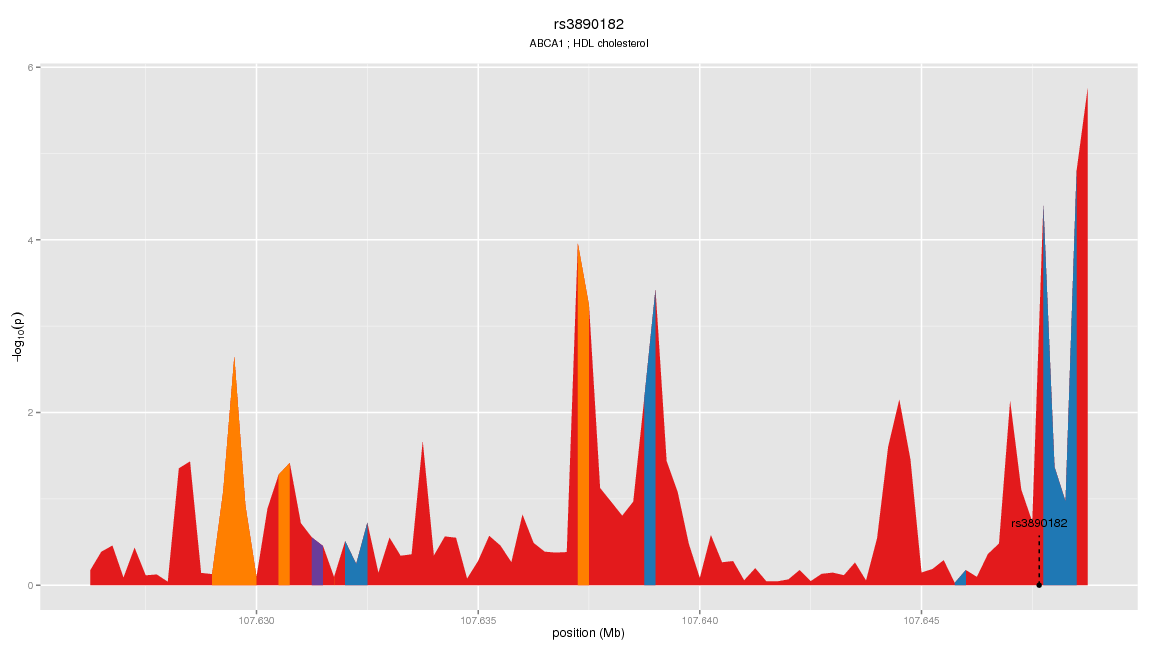 rs3890182
ABCA1 ; HDL cholesterol
6
4
2
0
−log10(p)
rs3890182
107.630
107.635
107.640
107.645
position (Mb)